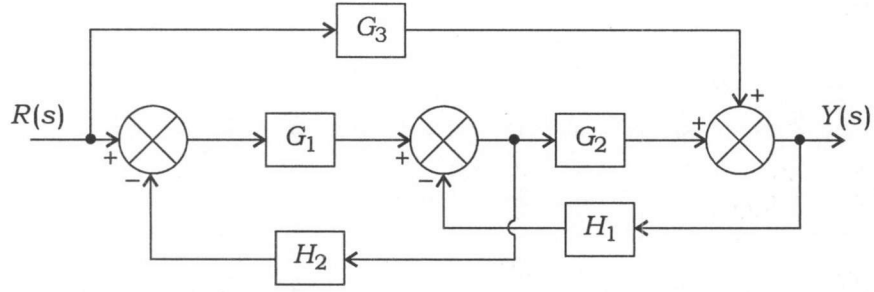 G3
R(s)
+
Y(s)
G1
+
G2
+
+
−
+
−
H1
H2